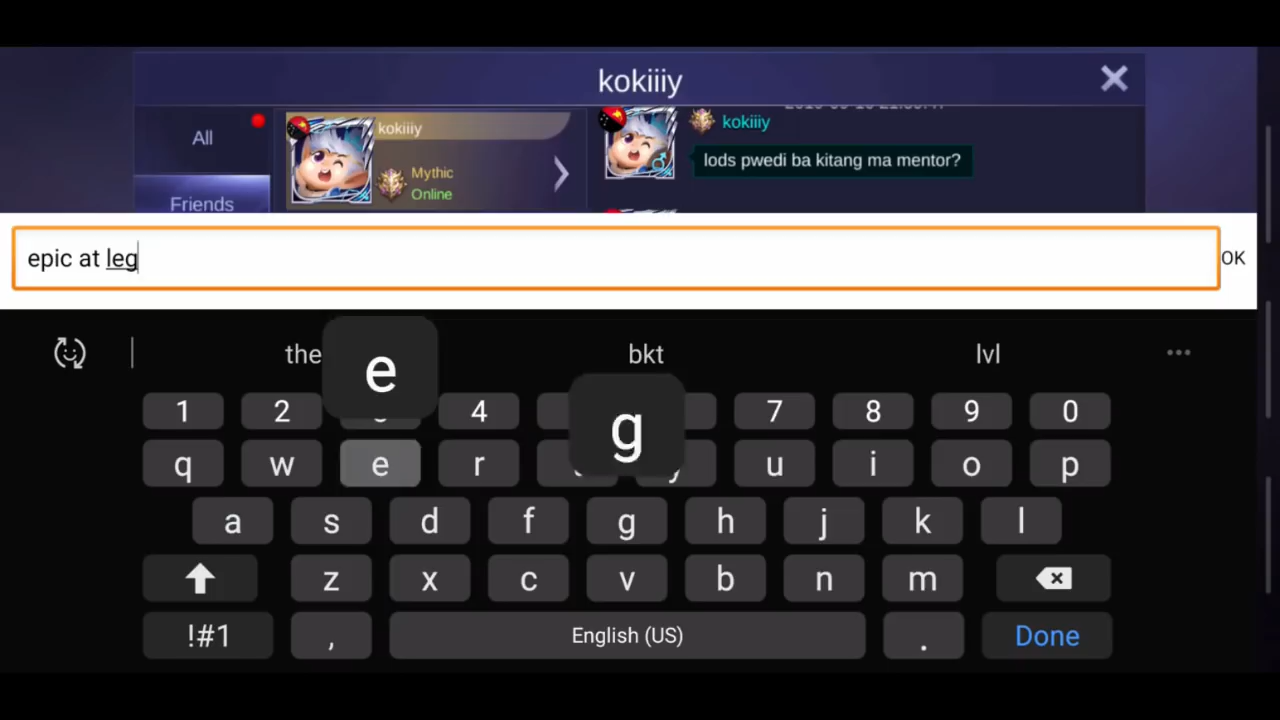 kokiiiy
All
kokiiiy
Mythic
Online
Friends
kokiiiy
lods pwedi ba kitang ma mentor?
epic at leg
OK
the
bkt
lvl
e
g
1 2 4 7 8 9 0
q w e r y u i o p
a s d f g h j k l
z x c v b n m
!#1 , English (US) . Done